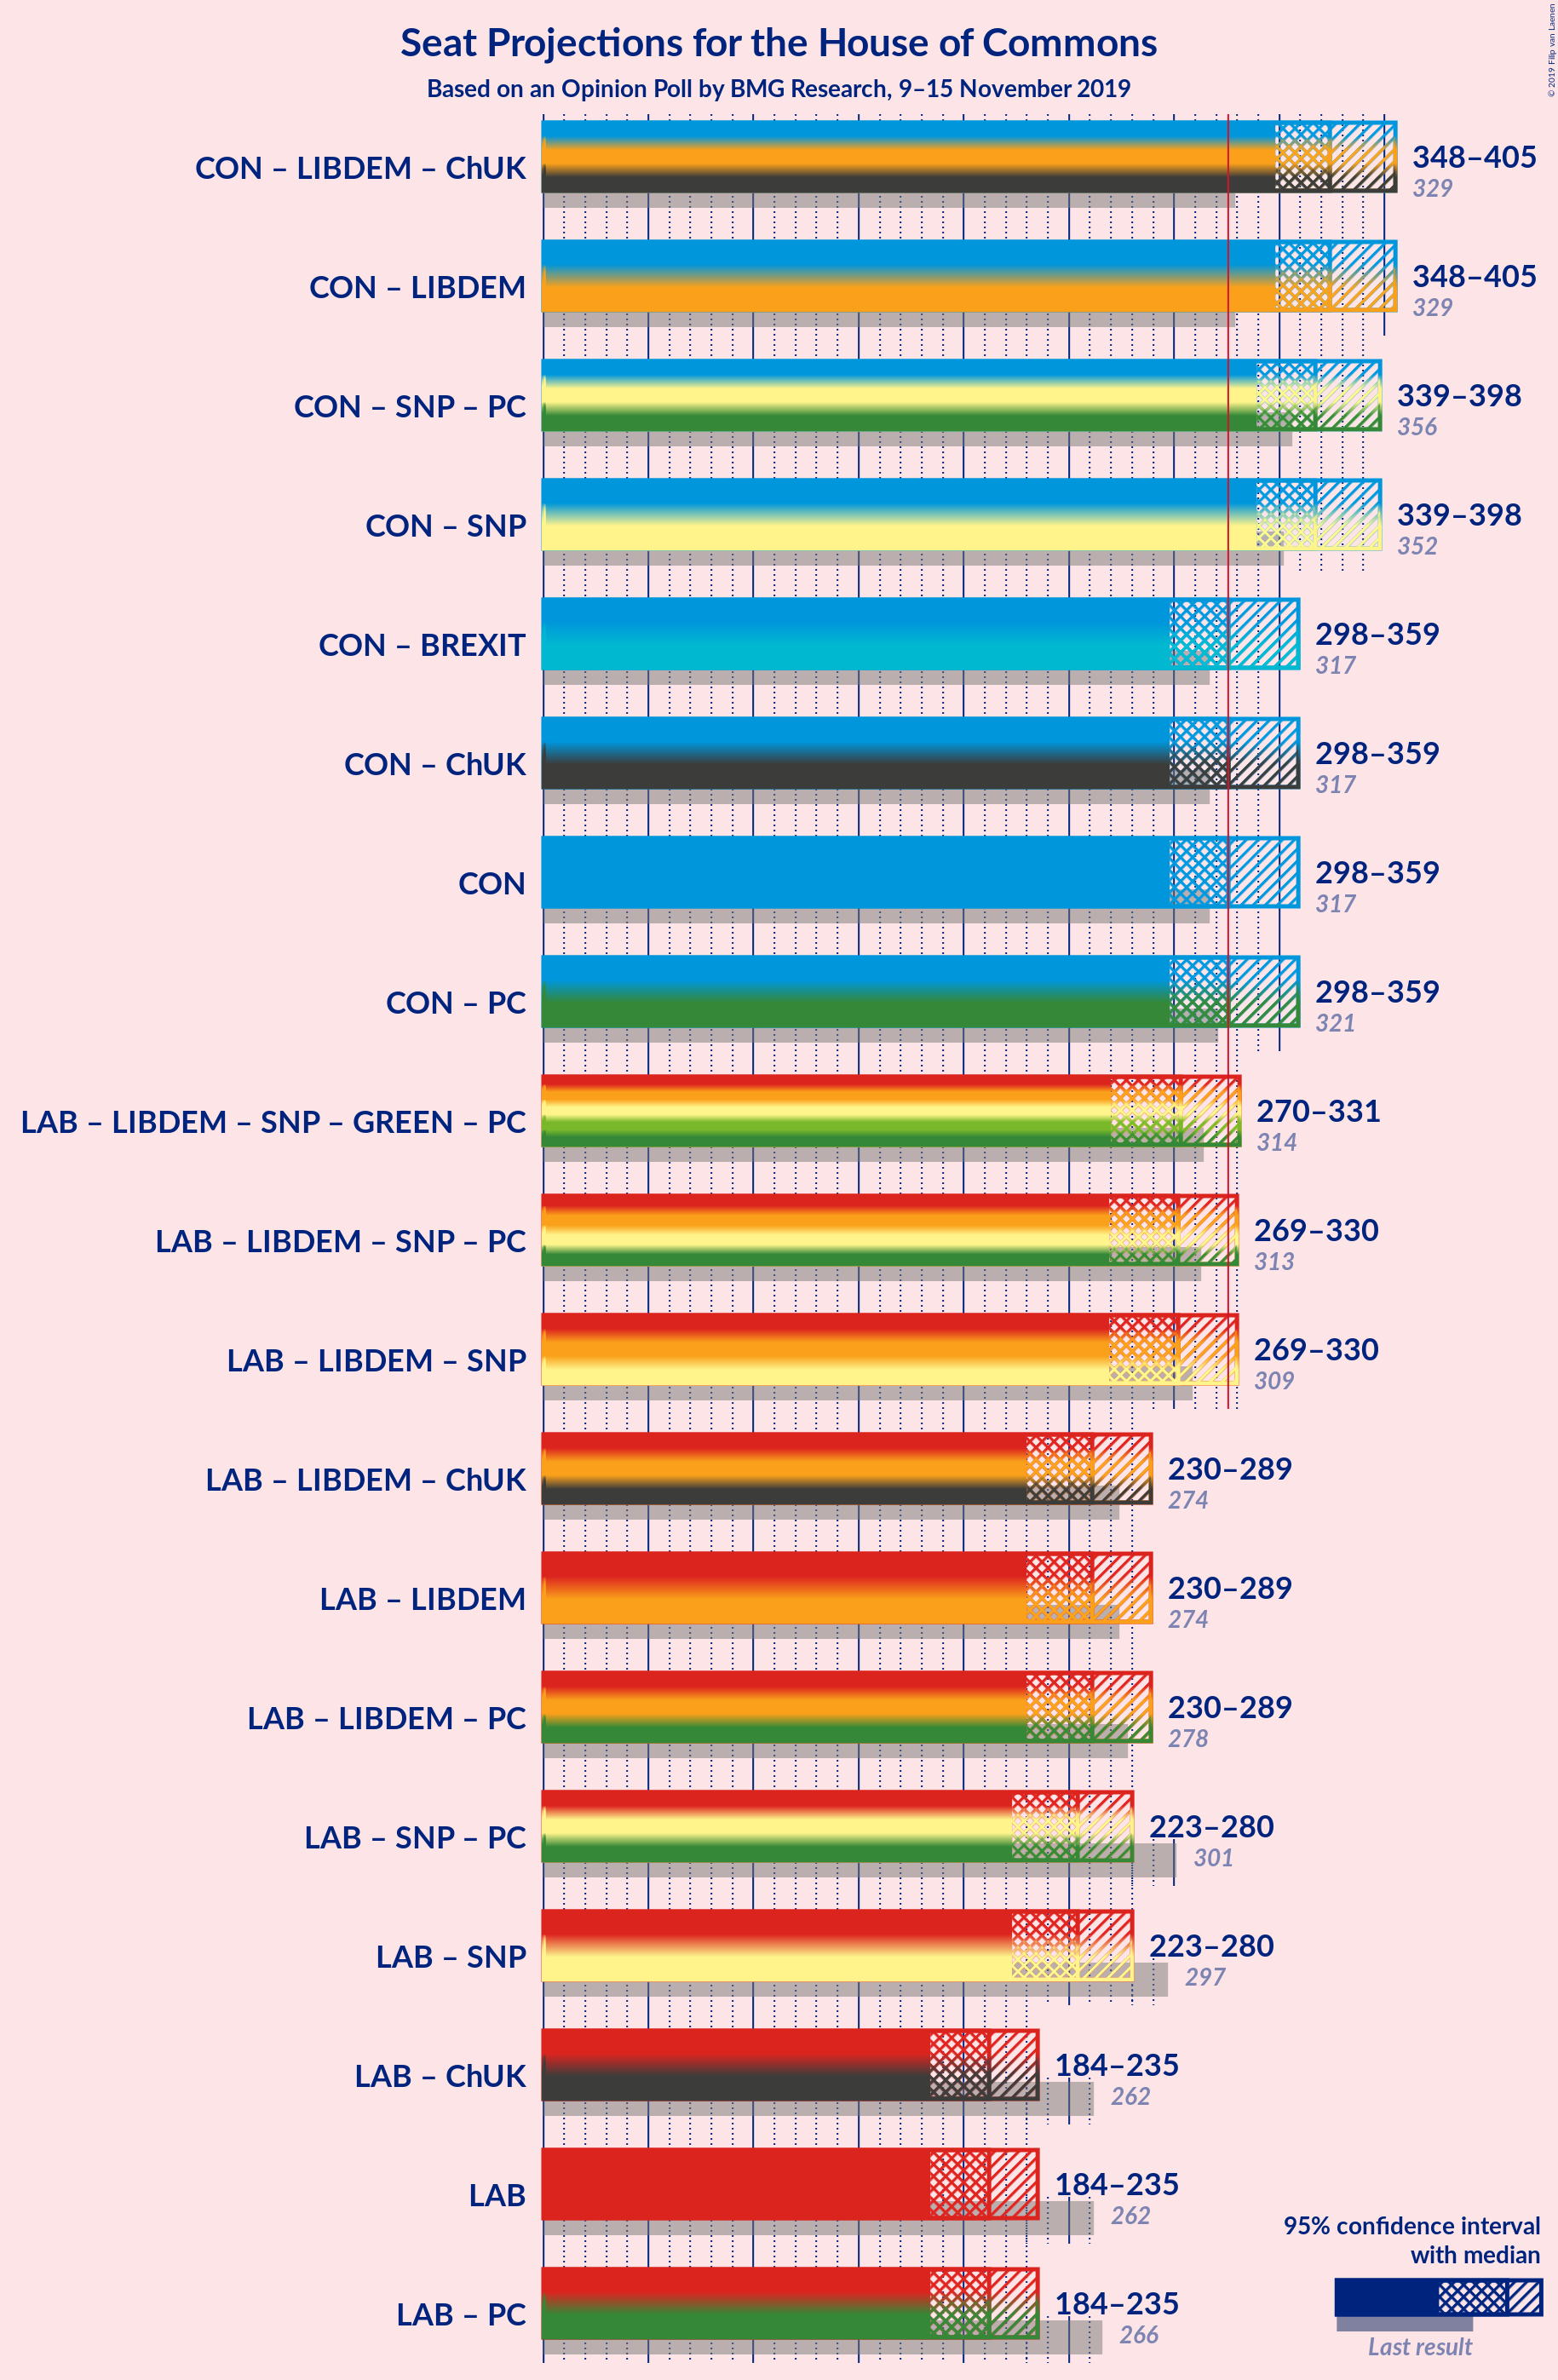 Seat Projections for the House of Commons
Based on an Opinion Poll by BMG Research, 9–15 November 2019
© 2019 Filip van Laenen
CON – LIBDEM – ChUK
348–405
329
CON – LIBDEM
348–405
329
CON – SNP – PC
339–398
356
CON – SNP
339–398
352
CON – BREXIT
298–359
317
CON – ChUK
298–359
317
CON
298–359
317
CON – PC
298–359
321
LAB – LIBDEM – SNP – GREEN – PC
270–331
314
LAB – LIBDEM – SNP – PC
269–330
313
LAB – LIBDEM – SNP
269–330
309
LAB – LIBDEM – ChUK
230–289
274
LAB – LIBDEM
230–289
274
LAB – LIBDEM – PC
230–289
278
LAB – SNP – PC
223–280
301
LAB – SNP
223–280
297
LAB – ChUK
184–235
262
LAB
184–235
262
LAB – PC
184–235
266
95% confidence interval
with median
Last result